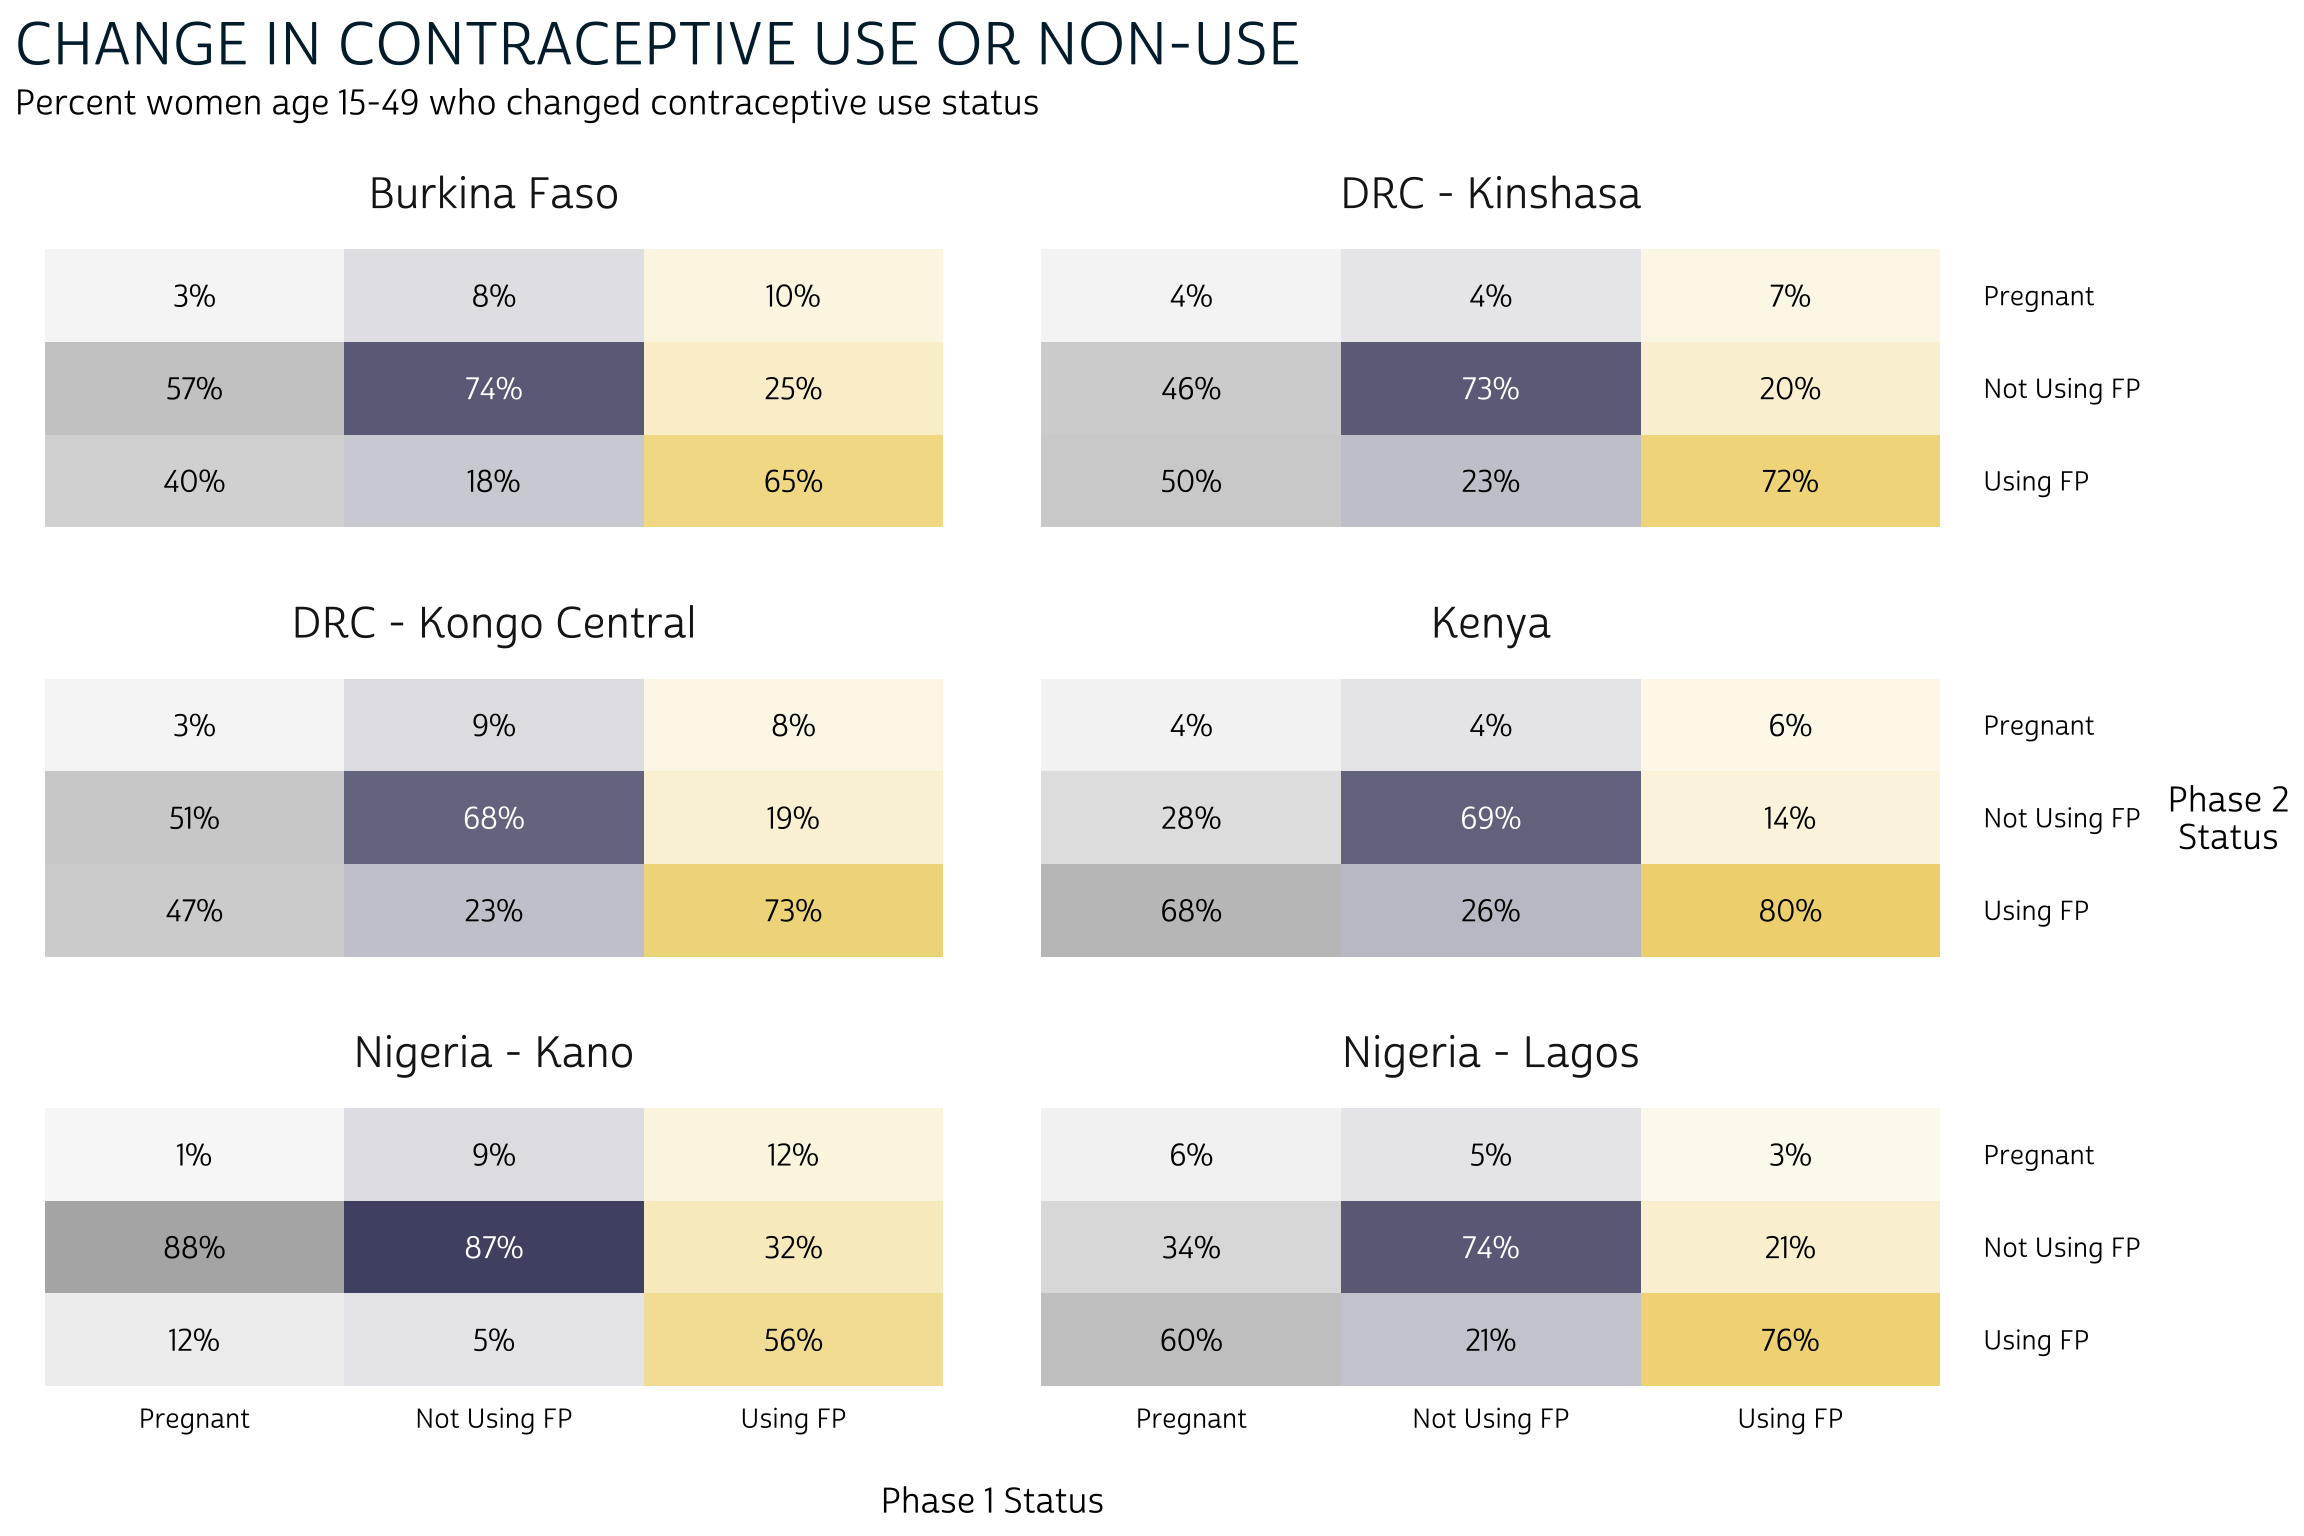 CHANGE IN CONTRACEPTIVE USE OR NON-USE
Percent women age 15-49 who changed contraceptive use status
Burkina Faso
DRC - Kinshasa
3% 8% 10% 4% 4% 7% Pregnant
57% 74% 25% 46% 73% 20% Not Using FP
40% 18% 65% 50% 23% 72% Using FP
DRC - Kongo Central
Kenya
3% 9% 8% 4% 4% 6% Pregnant
51% 68% 19% 28% 69% 14% Not Using FP
47% 23% 73% 68% 26% 80% Using FP
Phase 2
Status
Nigeria - Kano
Nigeria - Lagos
1% 9% 12% 6% 5% 3% Pregnant
88% 87% 32% 34% 74% 21% Not Using FP
12% 5% 56% 60% 21% 76% Using FP
Pregnant Not Using FP Using FP Pregnant Not Using FP Using FP
Phase 1 Status